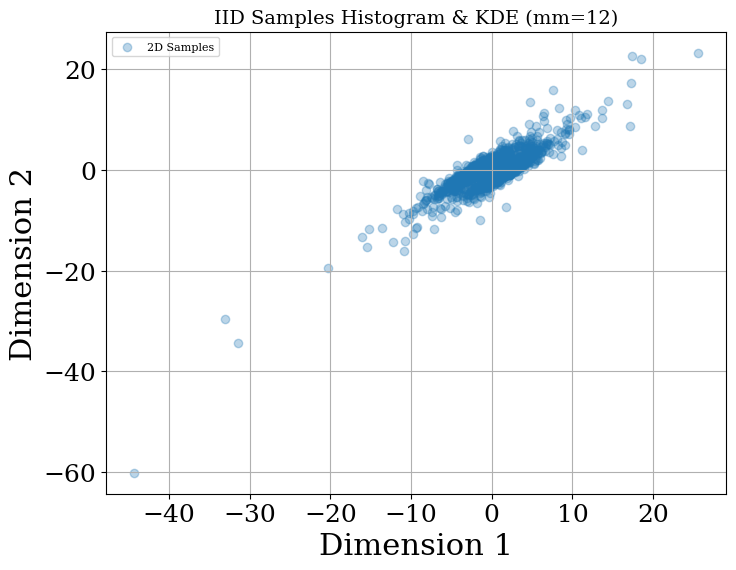 IID Samples Histogram & KDE (mm=12)
2D Samples
20
0
−20
−40
−60
Dimension 2
−40 −30 −20 −10 0 10 20
Dimension 1